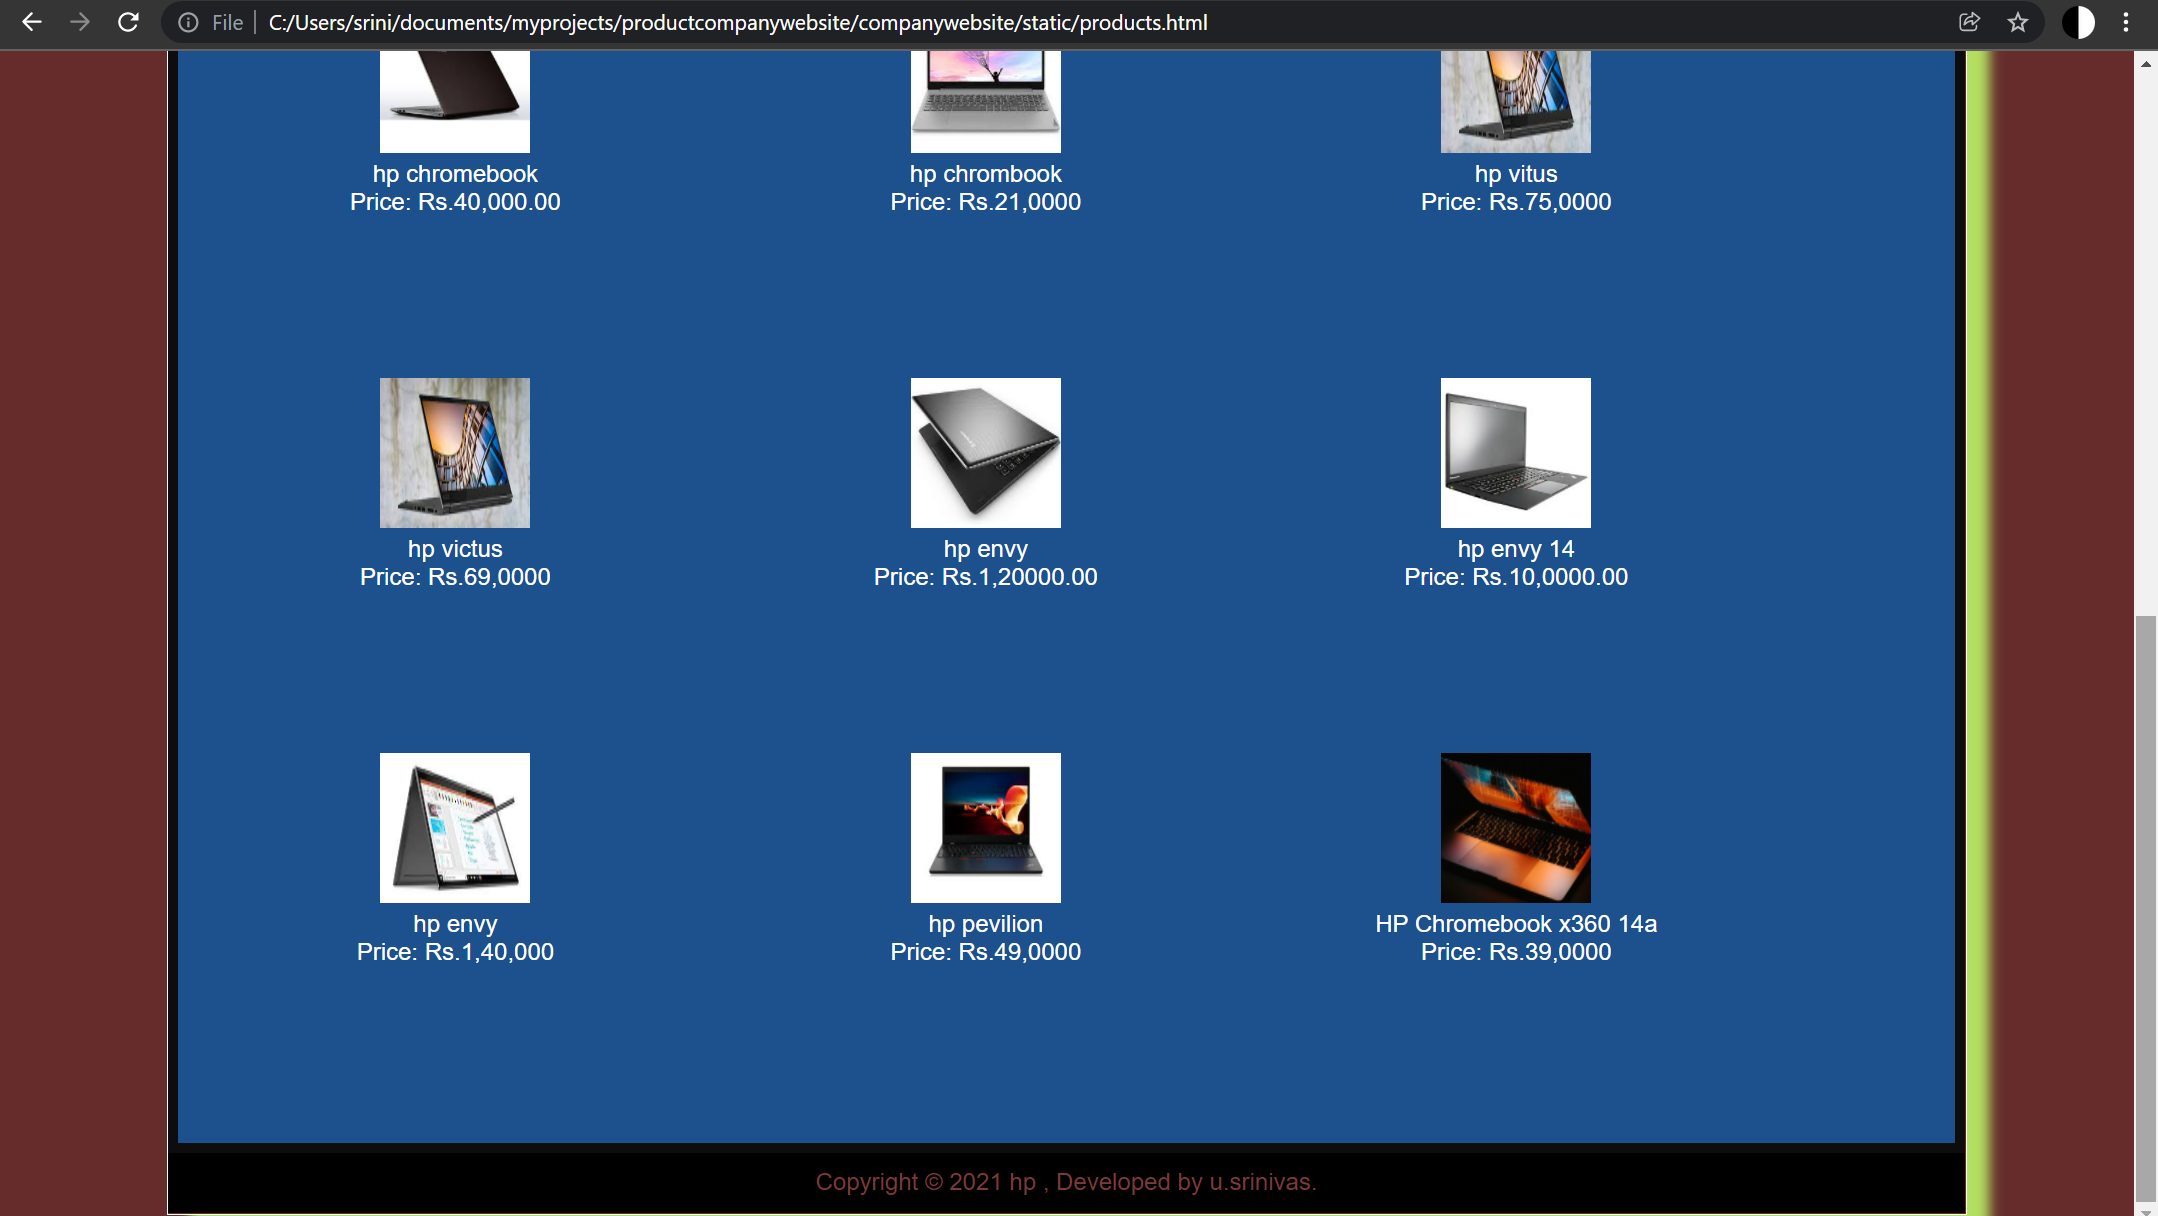 File
C:/Users/srini/documents/myprojects/productcompanywebsite/companywebsite/static/products.html
hp chromebook
Price: Rs.40,000.00
hp chrombook
Price: Rs.21,0000
hp vitus
Price: Rs.75,0000
hp victus
Price: Rs.69,0000
hp envy
Price: Rs.1,20000.00
hp envy 14
Price: Rs.10,0000.00
hp envy
Price: Rs.1,40,000
hp pevilion
Price: Rs.49,0000
HP Chromebook x360 14a
Price: Rs.39,0000
Copyright © 2021 hp , Developed by u.srinivas.